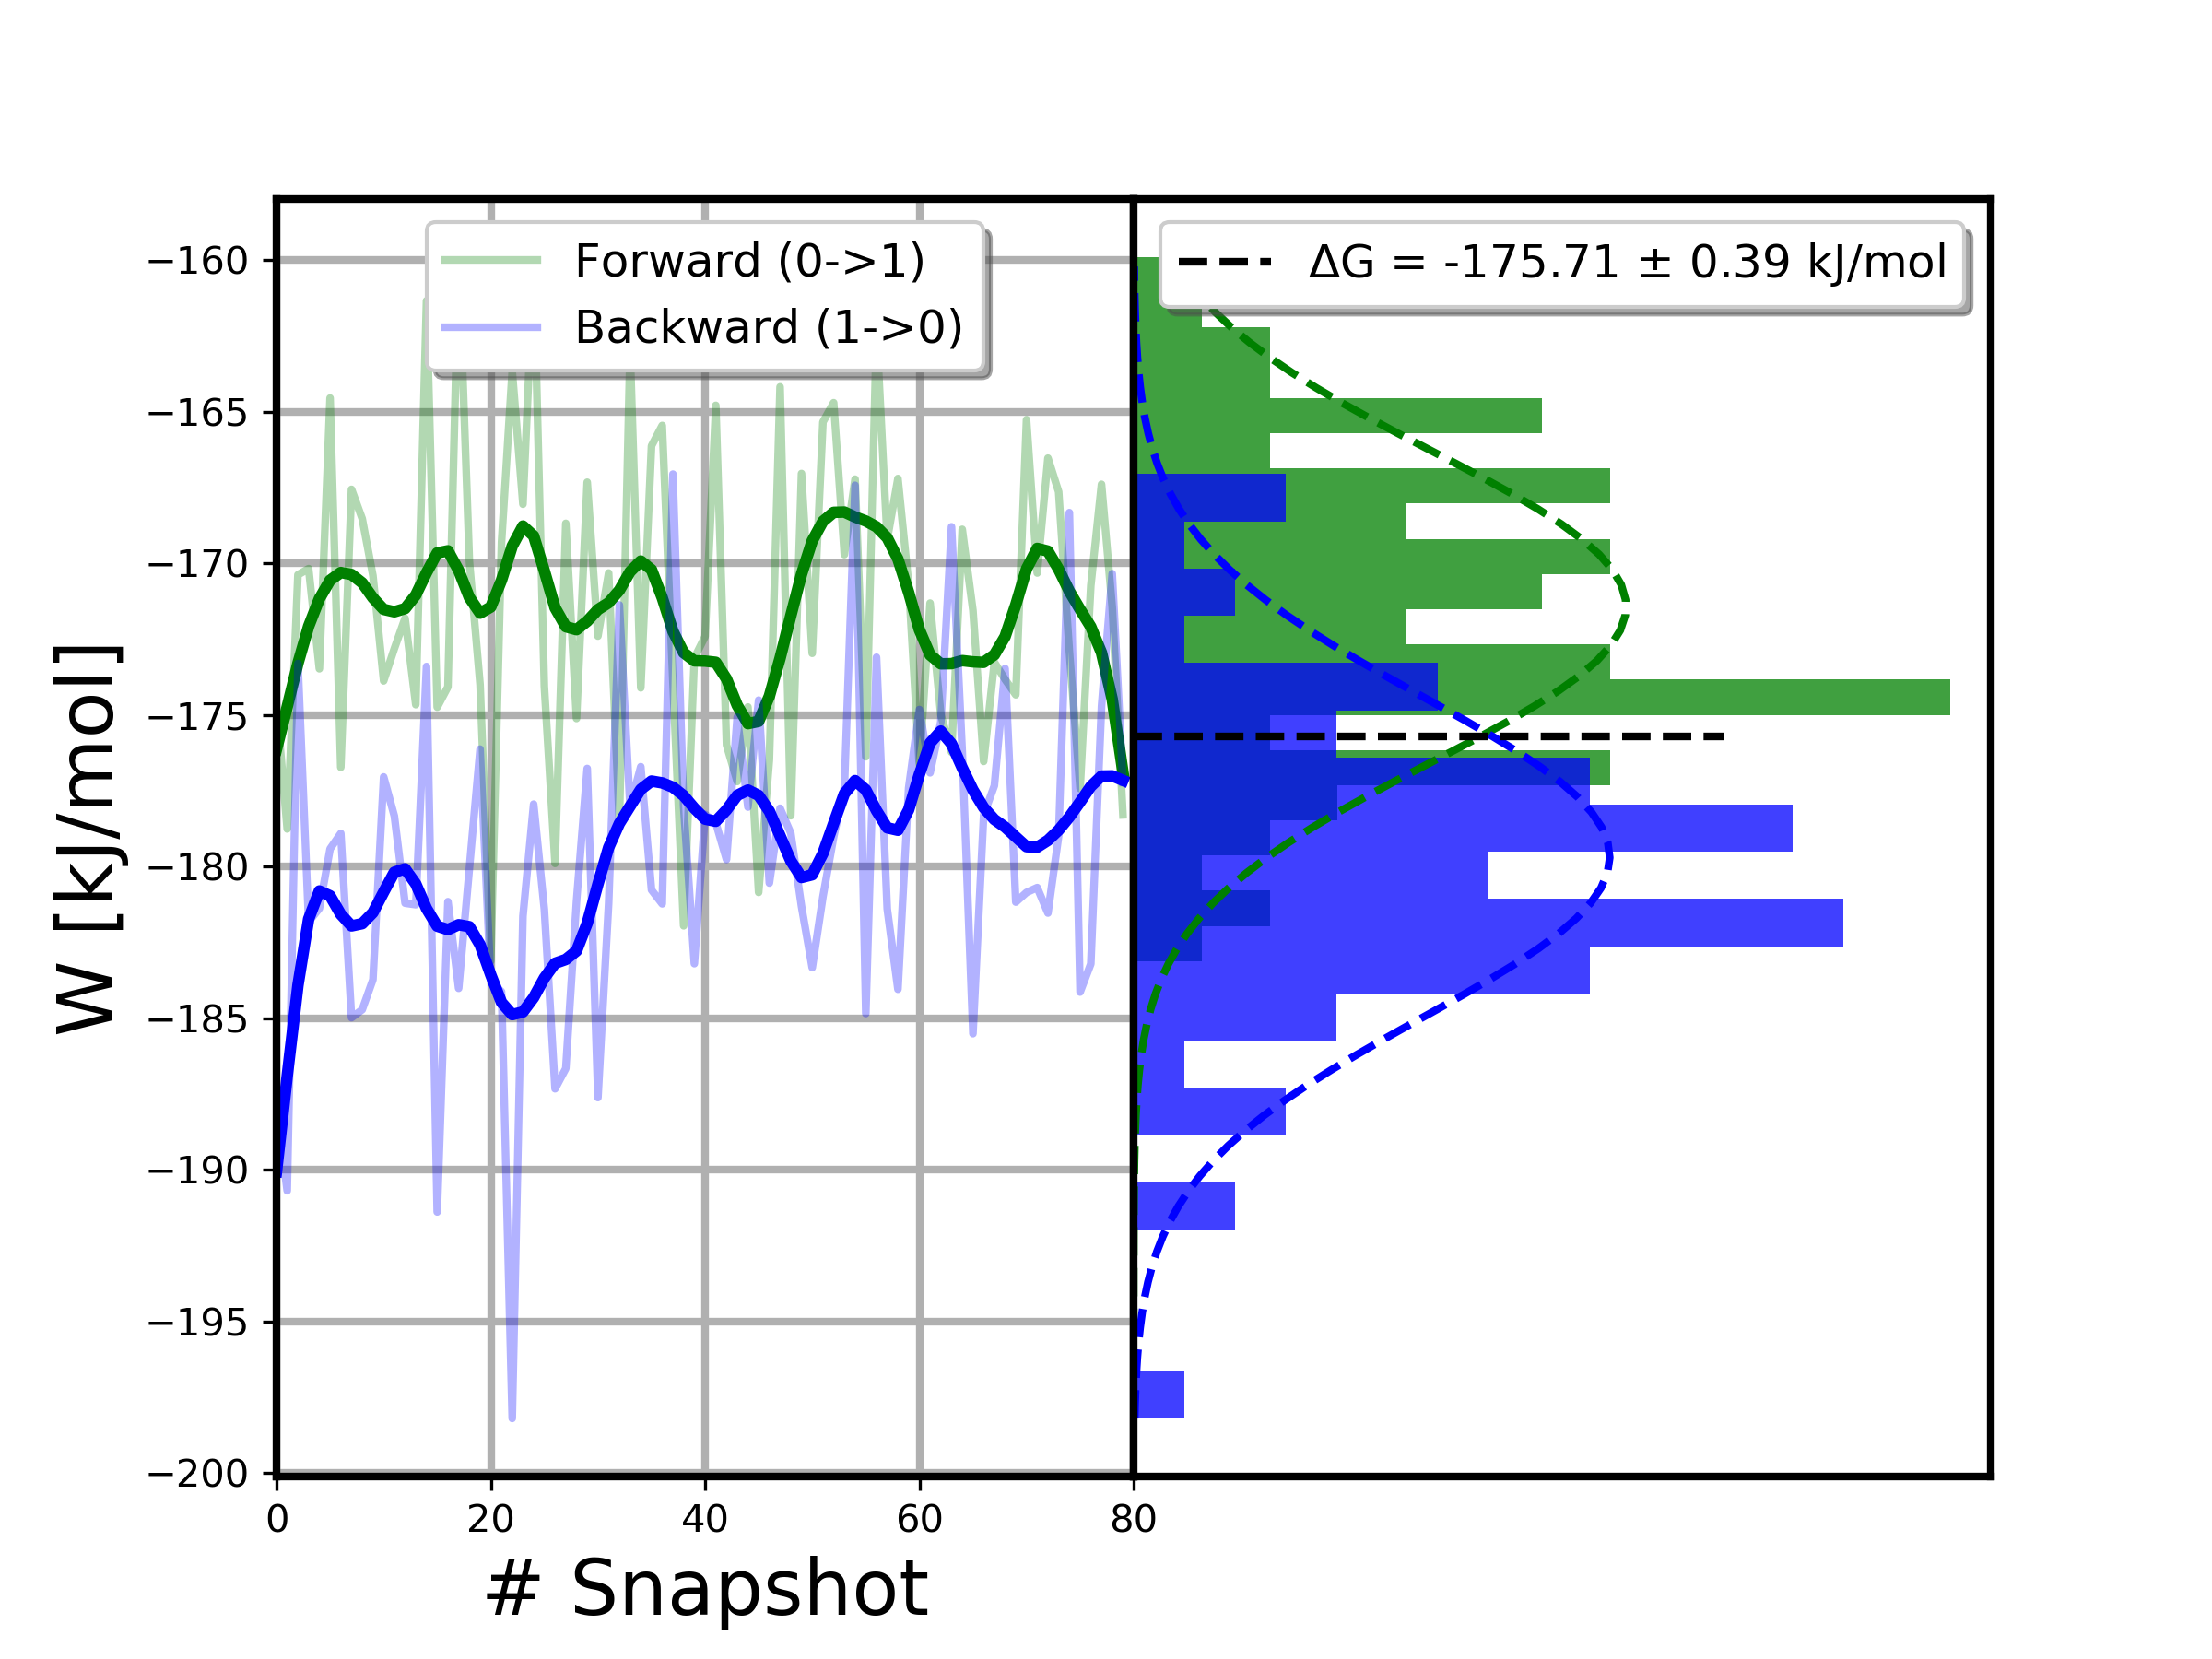 Forward (0->1)
Backward (1->0)
ΔG = -175.71 ± 0.39 kJ/mol
W [kJ/mol]
−160
−165
−170
−175
−180
−185
−190
−195
−200
0 20 40 60 80
# Snapshot